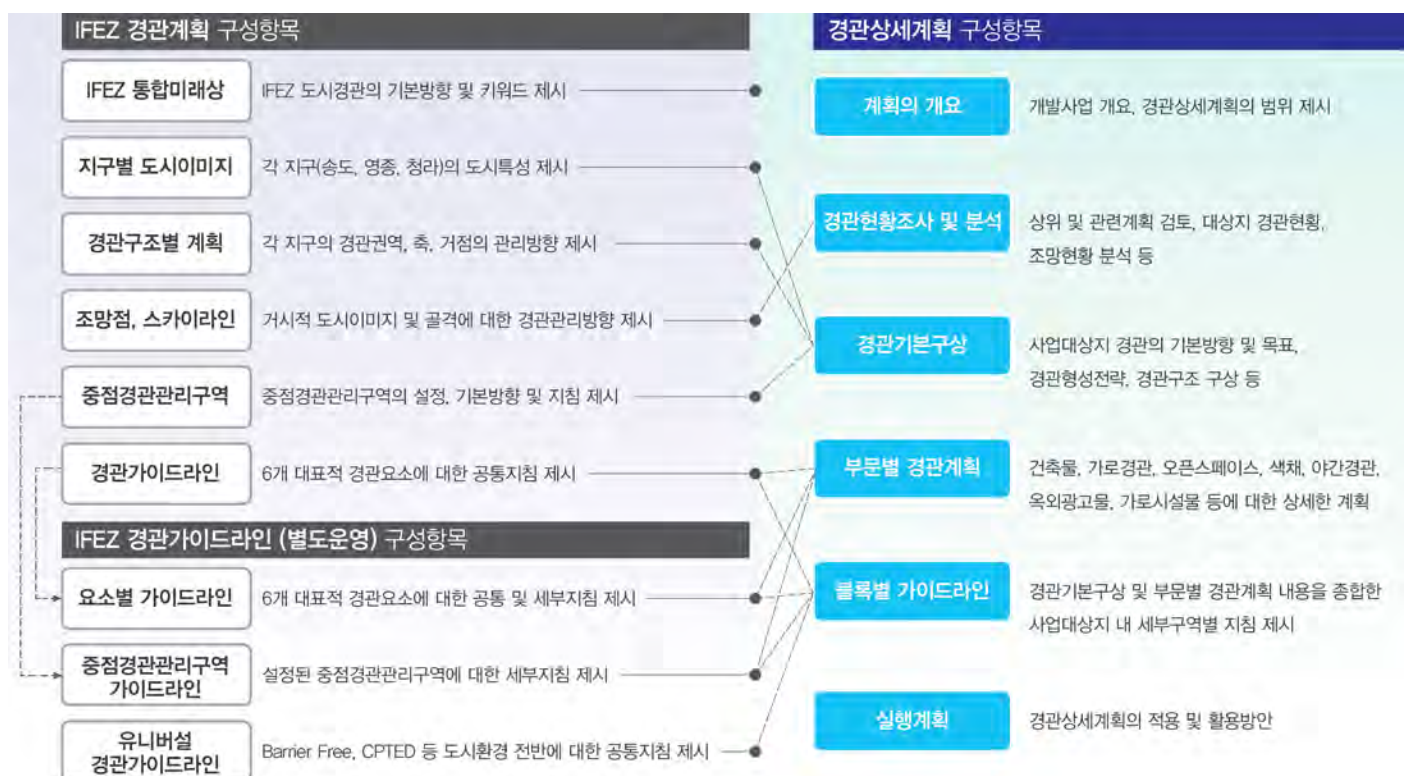 IFEZ 경관계획 구성항목
IFEZ 통합미래상
IFEZ 도시경관의 기본방향 및 키워드 제시
지구별 도시이미지
각 지구(송도, 영종, 청라)의 도시특성 제시
경관구조별 계획
각 지구의 경관권역, 축, 거점의 관리방향 제시
조망점, 스카이라인
거시적 도시이미지 및 골격에 대한 경관관리방향 제시
중점경관관리구역
중점경관관리구역의 설정, 기본방향 및 지침 제시
경관가이드라인
6개 대표적 경관요소에 대한 공통지침 제시
IFEZ 경관가이드라인 (별도운영) 구성항목
요소별 가이드라인
6개 대표적 경관요소에 대한 공통 및 세부지침 제시
중점경관관리구역
가이드라인
설정된 중점경관관리구역에 대한 세부지침 제시
유니버설
경관가이드라인
Barrier Free, CPTED 등 도시환경 전반에 대한 공통지침 제시
경관상세계획 구성항목
계획의 개요
개발사업 개요, 경관상세계획의 범위 제시
경관현황조사 및 분석
상위 및 관련계획 검토, 대상지 경관현황,
조망현황 분석 등
경관기본구상
사업대상지 경관의 기본방향 및 목표,
경관형성전략, 경관구조 구상 등
부문별 경관계획
건축물, 가로경관, 오픈스페이스, 색채, 야간경관,
옥외광고물, 가로시설물 등에 대한 상세한 계획
블록별 가이드라인
경관기본구상 및 부문별 경관계획 내용을 종합한
사업대상지 내 세부구역별 지침 제시
실행계획
경관상세계획의 적용 및 활용방안